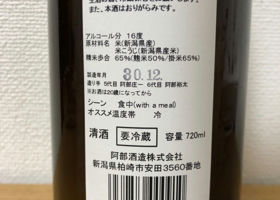 また、本酒はおりがらみです。
アルコール分 16度
原材料名 米(新潟県産)
米こうじ(新潟県産米)
精米歩合 65%(麹米50%/掛米65%)
製造年月 30.12.
造り手 5代目 阿部庄一 6代目 阿部裕太
※お酒は20歳になってから
シーン 食中(with a meal)
オススメ温度帯 冷
清酒 要冷蔵 容量 720ml
阿部酒造株式会社
新潟県柏崎市安田3560番地